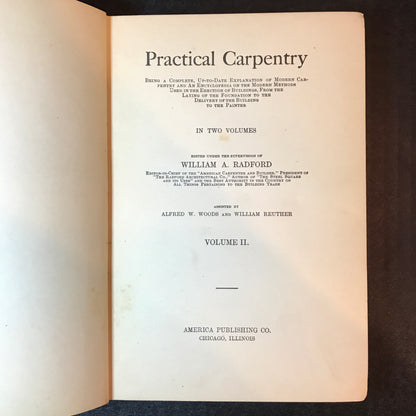 Practical Carpentry
Being a Complete, Up-to-Date Explanation of Modern Car-
pentry and An Encyclopedia on the Modern Methods
Used in the Erection of Buildings, From the
Laying of the Foundation to the
Delivery of the Building
to the Painter
IN TWO VOLUMES
EDITED UNDER THE SUPERVISION OF
WILLIAM A. RADFORD
Editor-in-Chief of the "American Carpenter and Builder," President of
"The Radford Architectural Co.," Author of "The Steel Square
and its Uses" and the Best Authority in the Country on
All Things Pertaining to the Building Trade
ASSISTED BY
ALFRED W. WOODS AND WILLIAM REUTHER
VOLUME II.
AMERICA PUBLISHING CO.
CHICAGO, ILLINOIS